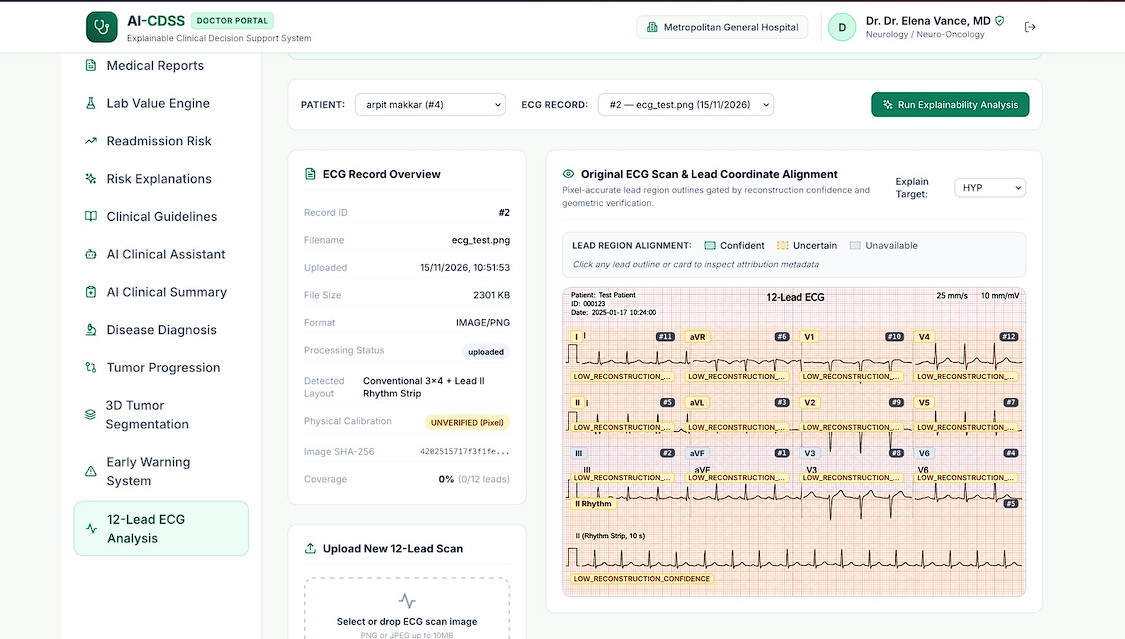 AI-CDSS DOCTOR PORTAL
Explainable Clinical Decision Support System
Metropolitan General Hospital
D
Dr. Dr. Elena Vance, MD
Neurology / Neuro-Oncology
Medical Reports
Lab Value Engine
Readmission Risk
Risk Explanations
Clinical Guidelines
AI Clinical Assistant
AI Clinical Summary
Disease Diagnosis
Tumor Progression
3D Tumor
Segmentation
Early Warning
System
12-Lead ECG
Analysis
PATIENT: arpit makkar (#4) ECG RECORD: #2 — ecg_test.png (15/11/2026) Run Explainability Analysis
ECG Record Overview
Record ID #2
Filename ecg_test.png
Uploaded 15/11/2026, 10:51:53
File Size 2301 KB
Format IMAGE/PNG
Processing Status uploaded
Detected Layout Conventional 3×4 + Lead II Rhythm Strip
Physical Calibration UNVERIFIED (Pixel)
Image SHA-256 4202515717f3f1fe...
Coverage 0% (0/12 leads)
Upload New 12-Lead Scan
Select or drop ECG scan image
PNG or JPEG up to 10MB
Original ECG Scan & Lead Coordinate Alignment
Pixel-accurate lead region outlines gated by reconstruction confidence and
geometric verification.
Explain
Target:
HYP
LEAD REGION ALIGNMENT: Confident Uncertain Unavailable
Click any lead outline or card to inspect attribution metadata
Patient: Test Patient
ID: 000123
Date: 2025-01-17 10:24:00
12-Lead ECG
25 mm/s 10 mm/mV
I I #11 aVR #6 V1 #10 V4 #12
LOW_RECONSTRUCTION_... LOW_RECONSTRUCTION_... LOW_RECONSTRUCTION_... LOW_RECONSTRUCTION_...
II I #5 aVL #3 V2 #9 V5 #7
LOW_RECONSTRUCTION_... LOW_RECONSTRUCTION_... LOW_RECONSTRUCTION_... LOW_RECONSTRUCTION_...
III #2 aVF #1 V3 #8 V6 #4
III aVF V3 V6
LOW_RECONSTRUCTION_... LOW_RECONSTRUCTION_... LOW_RECONSTRUCTION_... LOW_RECONSTRUCTION_...
II Rhythm #5
II (Rhythm Strip, 10 s)
LOW_RECONSTRUCTION_CONFIDENCE